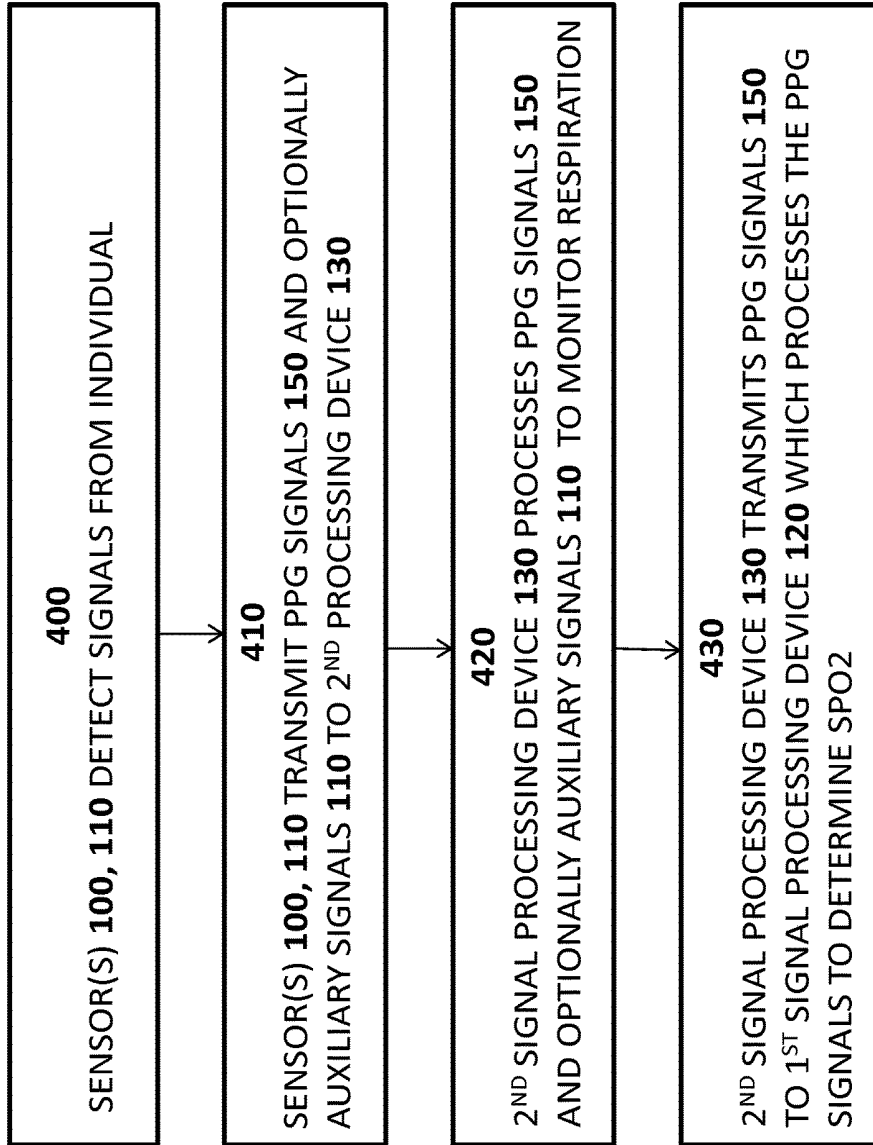 400
SENSOR(S) 100, 110 DETECT SIGNALS FROM INDIVIDUAL
410
SENSOR(S) 100, 110 TRANSMIT PPG SIGNALS 150 AND OPTIONALLY
AUXILIARY SIGNALS 110 TO 2ND PROCESSING DEVICE 130
420
2ND SIGNAL PROCESSING DEVICE 130 PROCESSES PPG SIGNALS 150
AND OPTIONALLY AUXILIARY SIGNALS 110 TO MONITOR RESPIRATION
430
2ND SIGNAL PROCESSING DEVICE 130 TRANSMITS PPG SIGNALS 150
TO 1ST SIGNAL PROCESSING DEVICE 120 WHICH PROCESSES THE PPG
SIGNALS TO DETERMINE SPO2